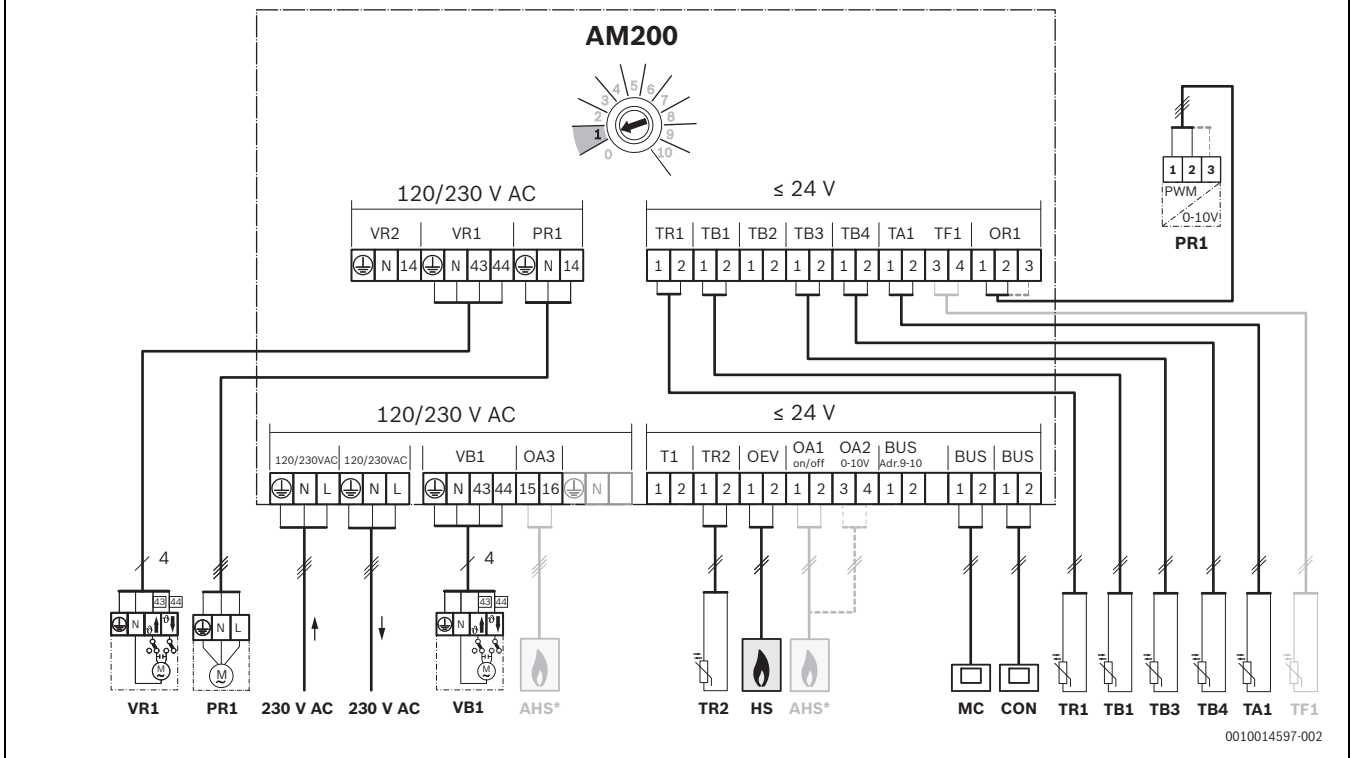 AM200
0 1 2 3 4 5 6 7 8 9 10
120/230 V AC
≤ 24 V
VR2 VR1 PR1
TR1 TB1 TB2 TB3 TB4 TA1 TF1 OR1
N 14 N 43 44 N 14
1 2 1 2 1 2 1 2 1 2 1 2 3 4 1 2 3
1 2 3
PWM
0-10V
PR1
120/230 V AC
≤ 24 V
120/230VAC 120/230VAC VB1 OA3
T1 TR2 OEV OA1 OA2 BUS BUS BUS
on/off 0-10V Adr.9-10
N L N L N 43 44 15 16 N
1 2 1 2 1 2 1 2 3 4 1 2 1 2 1 2
4
4
43 44
43 44
N
N L
N
M
~
M
~
M
~
VR1 PR1 230 V AC 230 V AC VB1 AHS*
TR2 HS AHS* MC CON TR1 TB1 TB3 TB4 TA1 TF1
0010014597-002